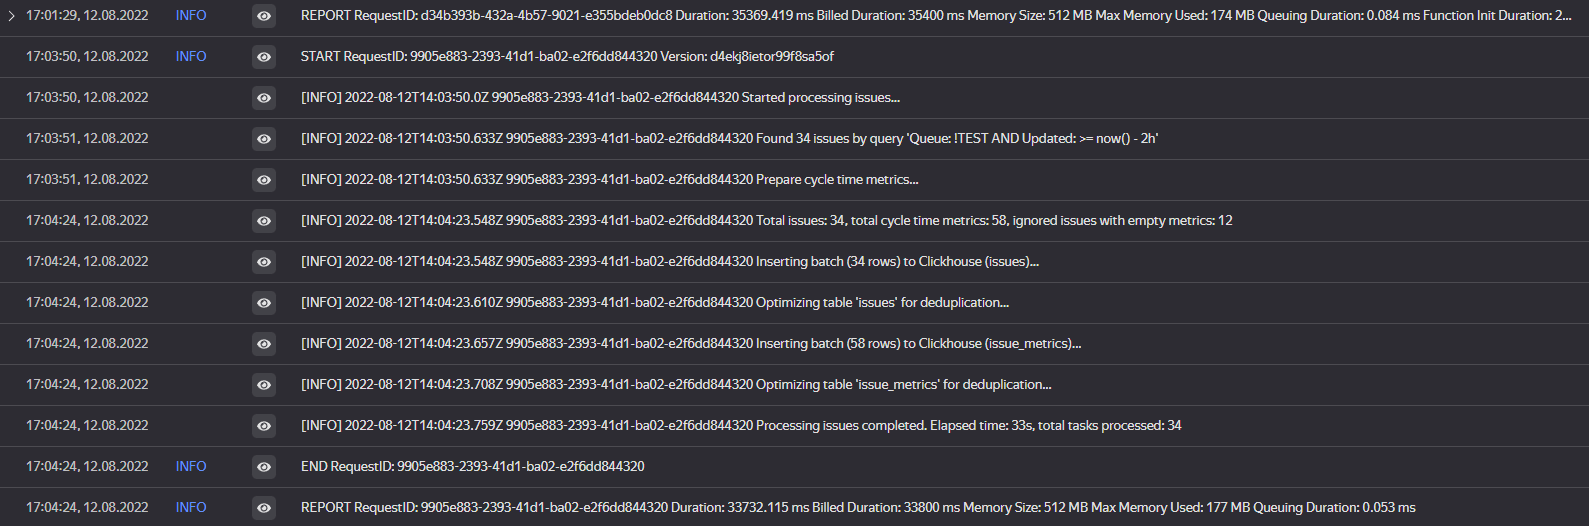 17:01:29, 12.08.2022 INFO REPORT RequestID: d34b393b-432a-4b57-9021-e355bdeb0dc8 Duration: 35369.419 ms Billed Duration: 35400 ms Memory Size: 512 MB Max Memory Used: 174 MB Queuing Duration: 0.084 ms Function Init Duration: 2...
17:03:50, 12.08.2022 INFO START RequestID: 9905e883-2393-41d1-ba02-e2f6dd844320 Version: d4ekj8ietor99f8sa5of
17:03:50, 12.08.2022 [INFO] 2022-08-12T14:03:50.0Z 9905e883-2393-41d1-ba02-e2f6dd844320 Started processing issues...
17:03:51, 12.08.2022 [INFO] 2022-08-12T14:03:50.633Z 9905e883-2393-41d1-ba02-e2f6dd844320 Found 34 issues by query 'Queue: !TEST AND Updated: >= now() - 2h'
17:03:51, 12.08.2022 [INFO] 2022-08-12T14:03:50.633Z 9905e883-2393-41d1-ba02-e2f6dd844320 Prepare cycle time metrics...
17:04:24, 12.08.2022 [INFO] 2022-08-12T14:04:23.548Z 9905e883-2393-41d1-ba02-e2f6dd844320 Total issues: 34, total cycle time metrics: 58, ignored issues with empty metrics: 12
17:04:24, 12.08.2022 [INFO] 2022-08-12T14:04:23.548Z 9905e883-2393-41d1-ba02-e2f6dd844320 Inserting batch (34 rows) to Clickhouse (issues)...
17:04:24, 12.08.2022 [INFO] 2022-08-12T14:04:23.610Z 9905e883-2393-41d1-ba02-e2f6dd844320 Optimizing table 'issues' for deduplication...
17:04:24, 12.08.2022 [INFO] 2022-08-12T14:04:23.657Z 9905e883-2393-41d1-ba02-e2f6dd844320 Inserting batch (58 rows) to Clickhouse (issue_metrics)...
17:04:24, 12.08.2022 [INFO] 2022-08-12T14:04:23.708Z 9905e883-2393-41d1-ba02-e2f6dd844320 Optimizing table 'issue_metrics' for deduplication...
17:04:24, 12.08.2022 [INFO] 2022-08-12T14:04:23.759Z 9905e883-2393-41d1-ba02-e2f6dd844320 Processing issues completed. Elapsed time: 33s, total tasks processed: 34
17:04:24, 12.08.2022 INFO END RequestID: 9905e883-2393-41d1-ba02-e2f6dd844320
17:04:24, 12.08.2022 INFO REPORT RequestID: 9905e883-2393-41d1-ba02-e2f6dd844320 Duration: 33732.115 ms Billed Duration: 33800 ms Memory Size: 512 MB Max Memory Used: 177 MB Queuing Duration: 0.053 ms